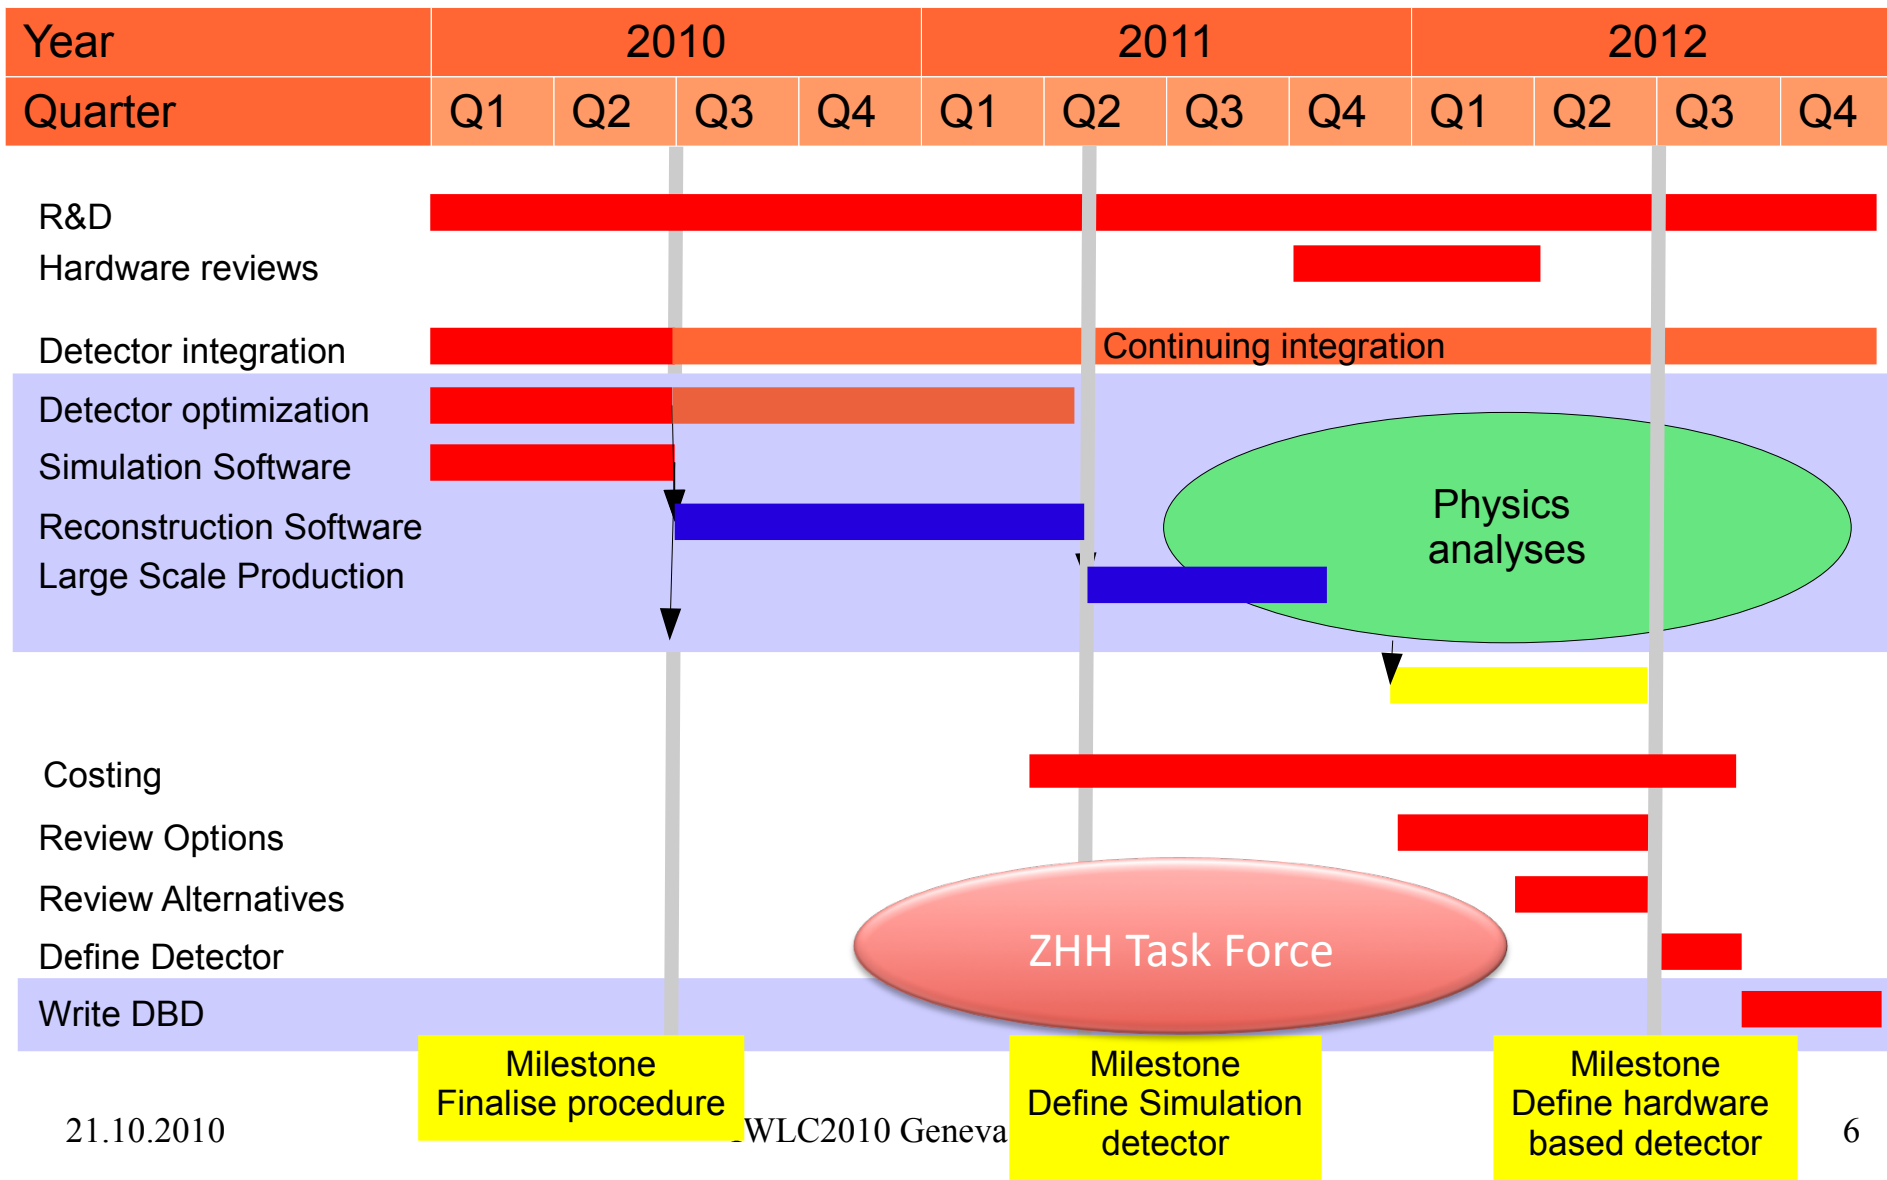 Year 2010 2011 2012
Quarter Q1 Q2 Q3 Q4 Q1 Q2 Q3 Q4 Q1 Q2 Q3 Q4
R&D
Hardware reviews
Detector integration
Continuing integration
Detector optimization
Simulation Software
Reconstruction Software
Large Scale Production
Physics
analyses
Costing
Review Options
Review Alternatives
Define Detector
Write DBD
ZHH Task Force
Milestone
Finalise procedure
Milestone
Define Simulation
detector
Milestone
Define hardware
based detector
21.10.2010
WLC2010 Geneva
6